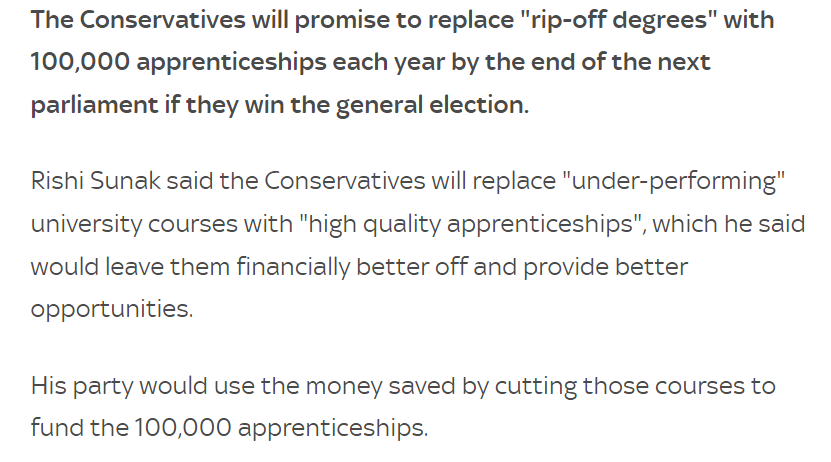 The Conservatives will promise to replace "rip-off degrees" with
100,000 apprenticeships each year by the end of the next
parliament if they win the general election.
Rishi Sunak said the Conservatives will replace "under-performing"
university courses with "high quality apprenticeships", which he said
would leave them financially better off and provide better
opportunities.
His party would use the money saved by cutting those courses to
fund the 100,000 apprenticeships.